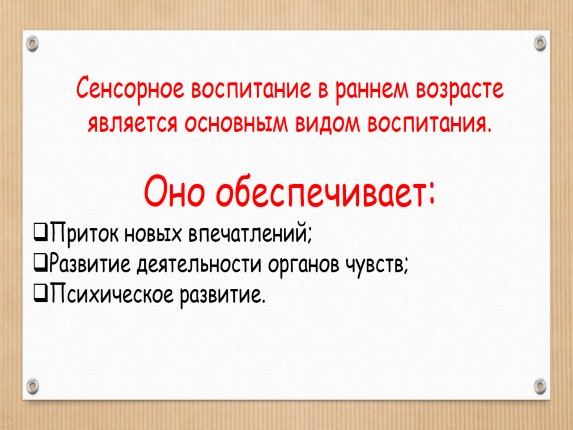 Сенсорное воспитание в раннем возрасте
является основным видом воспитания.
Оно обеспечивает:
Приток новых впечатлений;
Развитие деятельности органов чувств;
Психическое развитие.